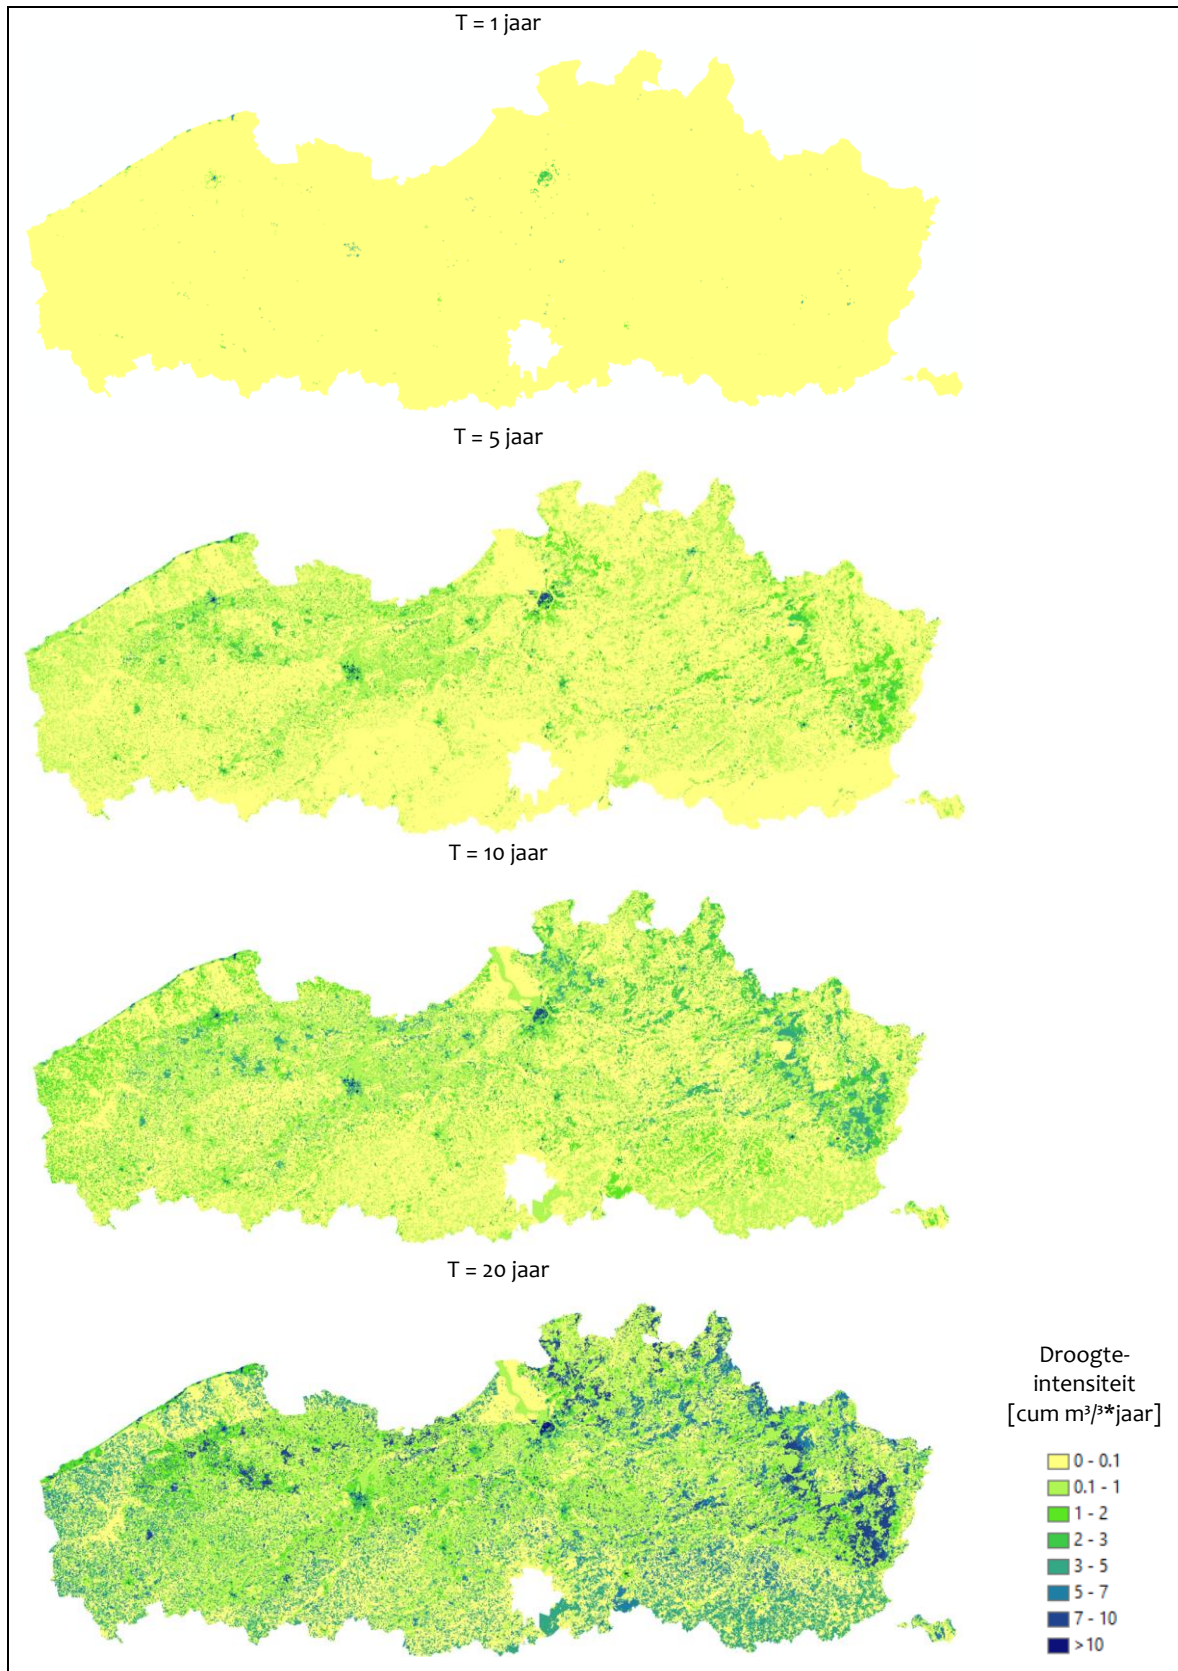 T = 1 jaar
T = 5 jaar
T = 10 jaar
T = 20 jaar
Droogte-
intensiteit
[cum m³/³*jaar]
0 - 0.1
0.1 - 1
1 - 2
2 - 3
3 - 5
5 - 7
7 - 10
>10